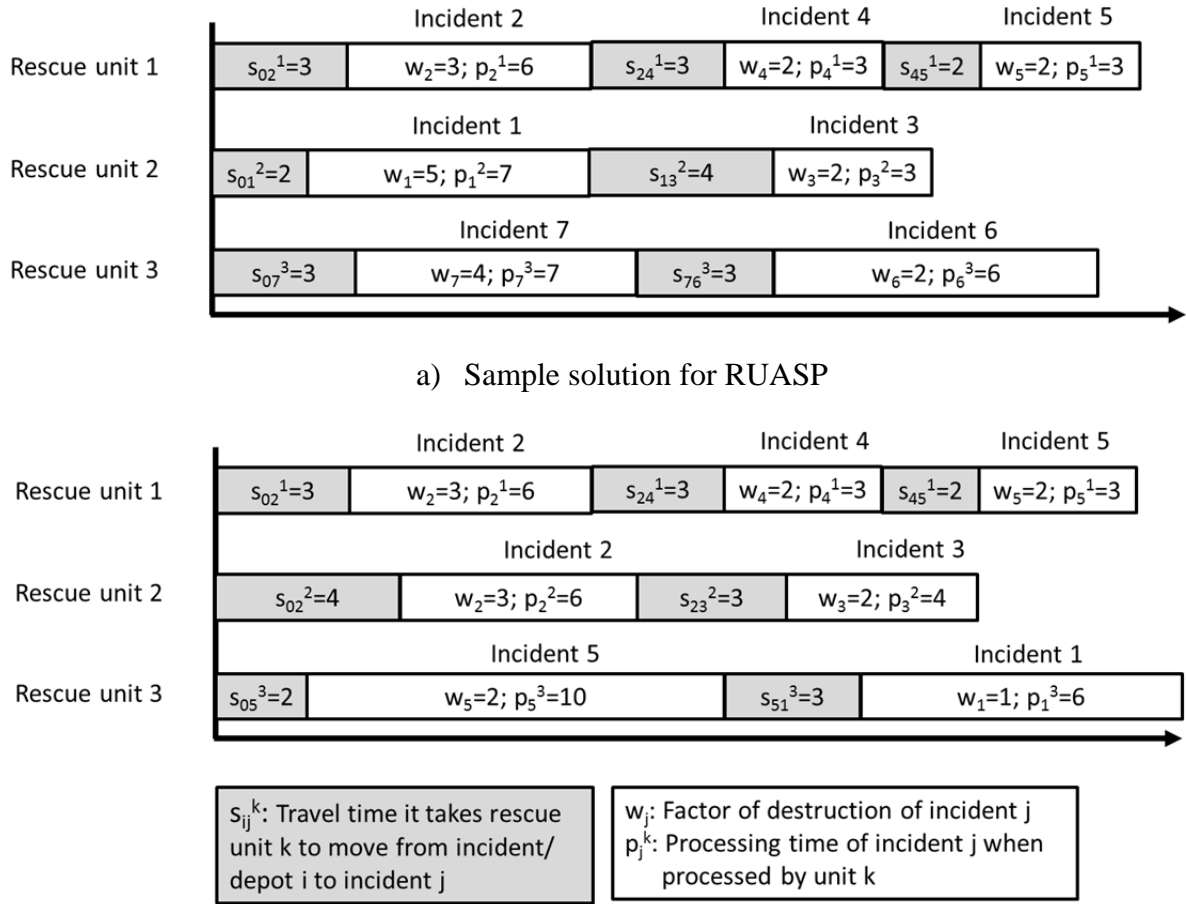 Incident 2 Incident 4 Incident 5
Rescue unit 1 s₀₂¹=3 w₂=3; p₂¹=6 s₂₄¹=3 w₄=2; p₄¹=3 s₄₅¹=2 w₅=2; p₅¹=3
Incident 1 Incident 3
Rescue unit 2 s₀₁²=2 w₁=5; p₁²=7 s₁₃²=4 w₃=2; p₃²=3
Incident 7 Incident 6
Rescue unit 3 s₀₇³=3 w₇=4; p₇³=7 s₇₆³=3 w₆=2; p₆³=6
a) Sample solution for RUASP
Incident 2 Incident 4 Incident 5
Rescue unit 1 s₀₂¹=3 w₂=3; p₂¹=6 s₂₄¹=3 w₄=2; p₄¹=3 s₄₅¹=2 w₅=2; p₅¹=3
Incident 2 Incident 3
Rescue unit 2 s₀₂²=4 w₂=3; p₂²=6 s₂₃²=3 w₃=2; p₃²=4
Incident 5 Incident 1
Rescue unit 3 s₀₅³=2 w₅=2; p₅³=10 s₅₁³=3 w₁=1; p₁³=6
sᵢⱼᵏ: Travel time it takes rescue
unit k to move from incident/
depot i to incident j
wⱼ: Factor of destruction of incident j
pⱼᵏ: Processing time of incident j when
processed by unit k